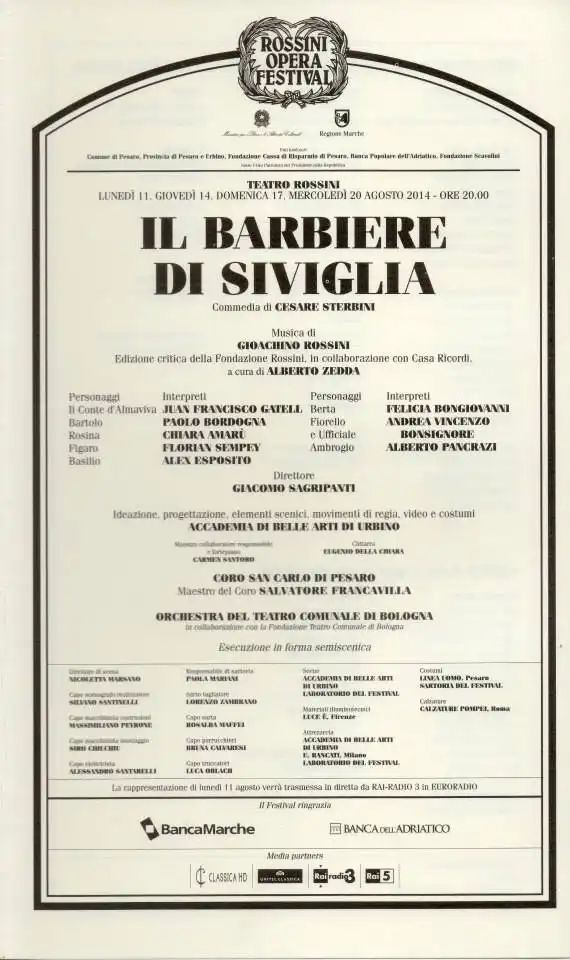 ROSSINI
OPERA
FESTIVAL
Regione Marche
Enti fondatori
Comune di Pesaro, Provincia di Pesaro e Urbino, Fondazione Cassa di Risparmio di Pesaro, Banca Popolare dell'Adriatico, Fondazione Scavolini
TEATRO ROSSINI
LUNEDÌ 11, GIOVEDÌ 14, DOMENICA 17, MERCOLEDÌ 20 AGOSTO 2014 - ORE 20.00
IL BARBIERE
DI SIVIGLIA
Commedia di CESARE STERBINI
Musica di
GIOACHINO ROSSINI
Edizione critica della Fondazione Rossini, in collaborazione con Casa Ricordi,
a cura di ALBERTO ZEDDA
Personaggi Interpreti
Il Conte d'Almaviva JUAN FRANCISCO GATELL
Bartolo PAOLO BORDOGNA
Rosina CHIARA AMARÙ
Figaro FLORIAN SEMPEY
Basilio ALEX ESPOSITO
Personaggi Interpreti
Berta FELICIA BONGIOVANNI
Fiorello ANDREA VINCENZO
e Ufficiale BONSIGNORE
Ambrogio ALBERTO PANCRAZI
Direttore
GIACOMO SAGRIPANTI
Ideazione, progettazione, elementi scenici, movimenti di regia, video e costumi
ACCADEMIA DI BELLE ARTI DI URBINO
Maestro collaboratore responsabile
e fortepiano
CARMEN SANTORO
Chitarra
EUGENIO DELLA CHIARA
CORO SAN CARLO DI PESARO
Maestro del Coro SALVATORE FRANCAVILLA
ORCHESTRA DEL TEATRO COMUNALE DI BOLOGNA
in collaborazione con la Fondazione Teatro Comunale di Bologna
Esecuzione in forma semiscenica
Direttore di scena
NICOLETTA MARSANO
Capo scenografo realizzatore
SILVANO SANTINELLI
Capo macchinista costruzioni
MASSIMILIANO PEYRONE
Capo macchinista montaggio
SIRO CHIUCHIU
Capo elettricista
ALESSANDRO SANTARELLI
Responsabile di sartoria
PAOLA MARIANI
Sarto tagliatore
LORENZO ZAMBRANO
Capo sarta
ROSALBA MAFFEI
Capo parrucchieri
BRUNA CALVARESI
Capo truccatori
LUCA OBLACH
Scene
ACCADEMIA DI BELLE ARTI
DI URBINO
LABORATORIO DEL FESTIVAL
Materiali illuminotecnici
LUCE È, Firenze
Attrezzeria
ACCADEMIA DI BELLE ARTI
DI URBINO
E. RANCATI, Milano
LABORATORIO DEL FESTIVAL
Costumi
LINEA UOMO, Pesaro
SARTORIA DEL FESTIVAL
Calzature
CALZATURE POMPEI, Roma
La rappresentazione di lunedì 11 agosto verrà trasmessa in diretta da RAI-RADIO 3 in EURORADIO
Il Festival ringrazia
BancaMarche
BANCA DELL'ADRIATICO
Media partners
CLASSICA HD
UNITEL CLASSICA
Rai radio3
Rai 5